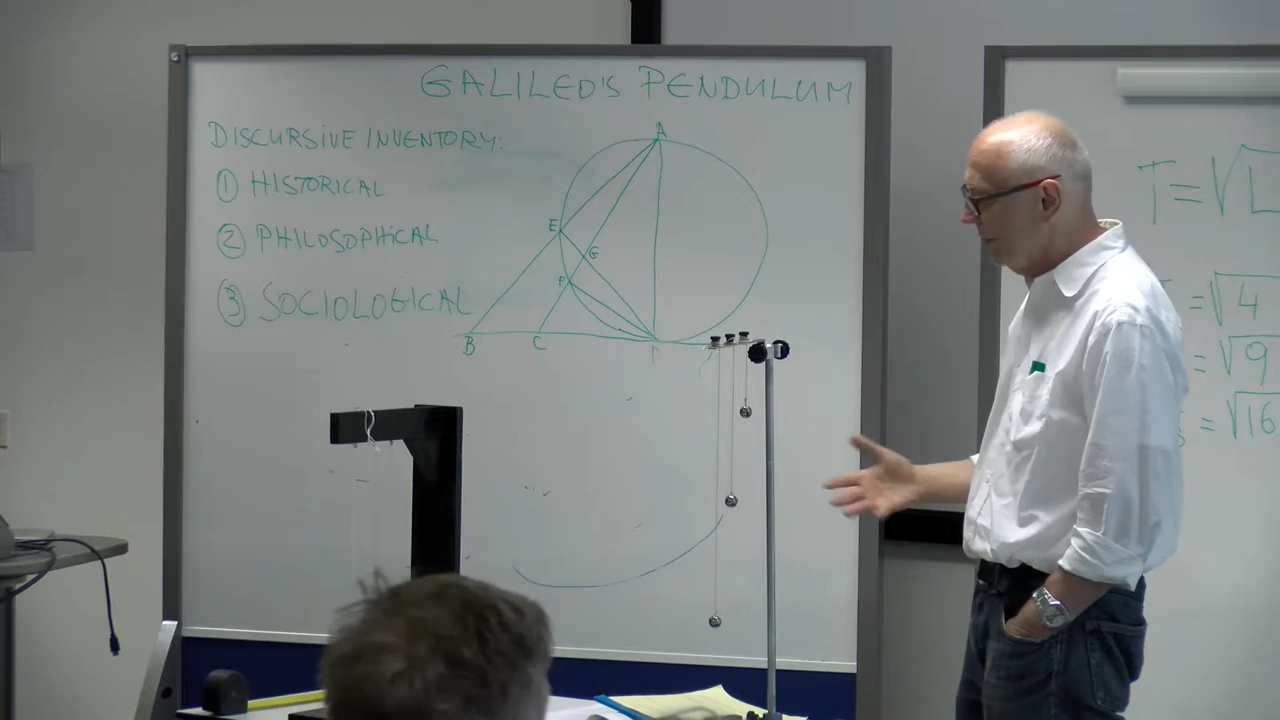 GALILEO'S PENDULUM
DISCURSIVE INVENTORY:
① HISTORICAL
② PHILOSOPHICAL
③ SOCIOLOGICAL
A
E
G
F
B C
T = √L
= √4
= √9
= √16